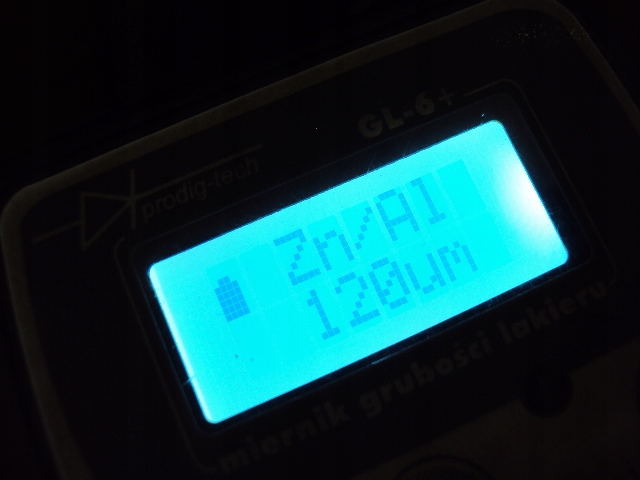 GL-6+
prodig-tech
Zn/Al
120um
miernik grubości lakieru